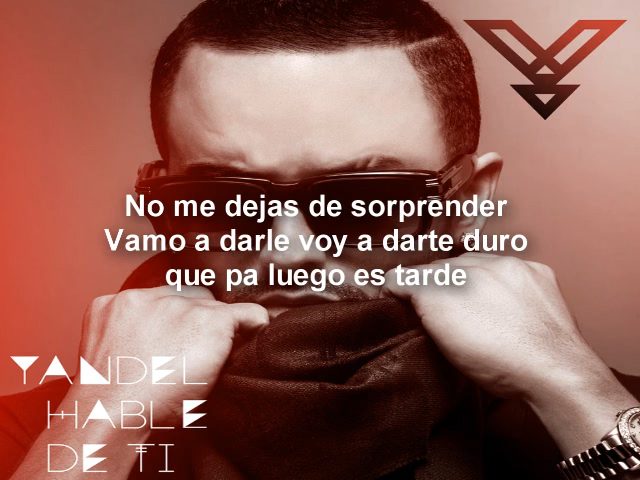 No me dejas de sorprender
Vamo a darle voy a darte duro
que pa luego es tarde
YANDEL
HABLE
DE TI